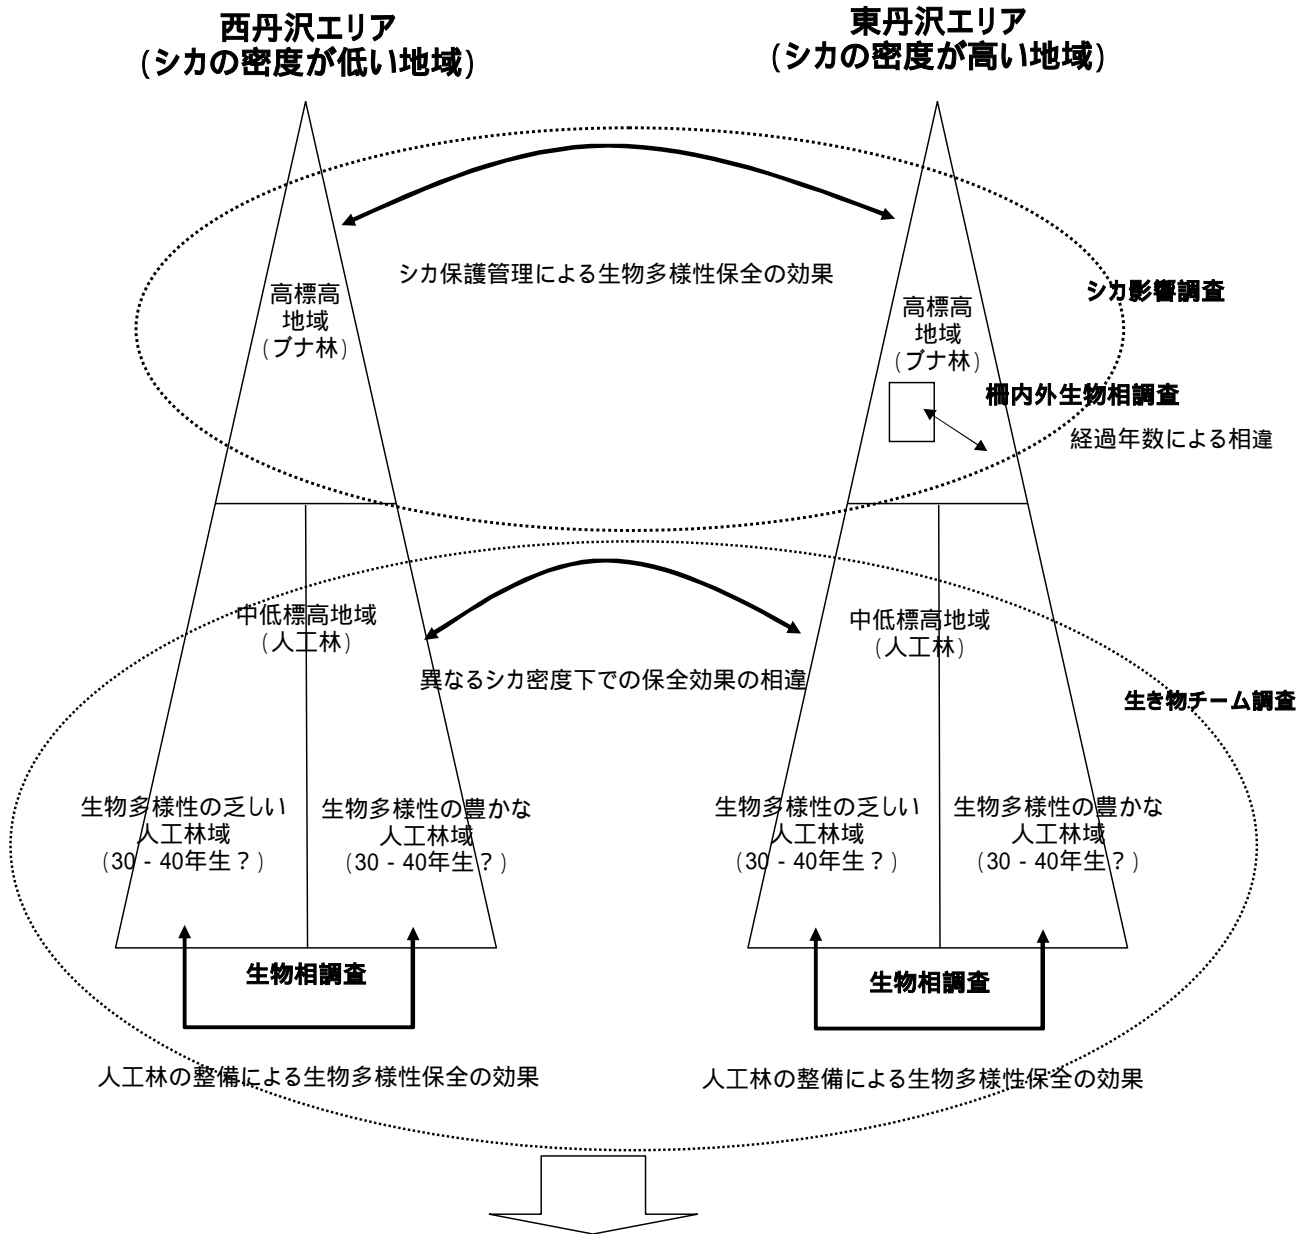 西丹沢エリア
(シカの密度が低い地域)
東丹沢エリア
(シカの密度が高い地域)
シカ保護管理による生物多様性保全の効果
高標高
地域
(ブナ林)
高標高
地域
(ブナ林)
シカ影響調査
柵内外生物相調査
経過年数による相違
中低標高地域
(人工林)
中低標高地域
(人工林)
異なるシカ密度下での保全効果の相違
生き物チーム調査
生物多様性の乏しい
人工林域
(30‐40年生?)
生物多様性の豊かな
人工林域
(30‐40年生?)
生物多様性の乏しい
人工林域
(30‐40年生?)
生物多様性の豊かな
人工林域
(30‐40年生?)
生物相調査
生物相調査
人工林の整備による生物多様性保全の効果
人工林の整備による生物多様性保全の効果